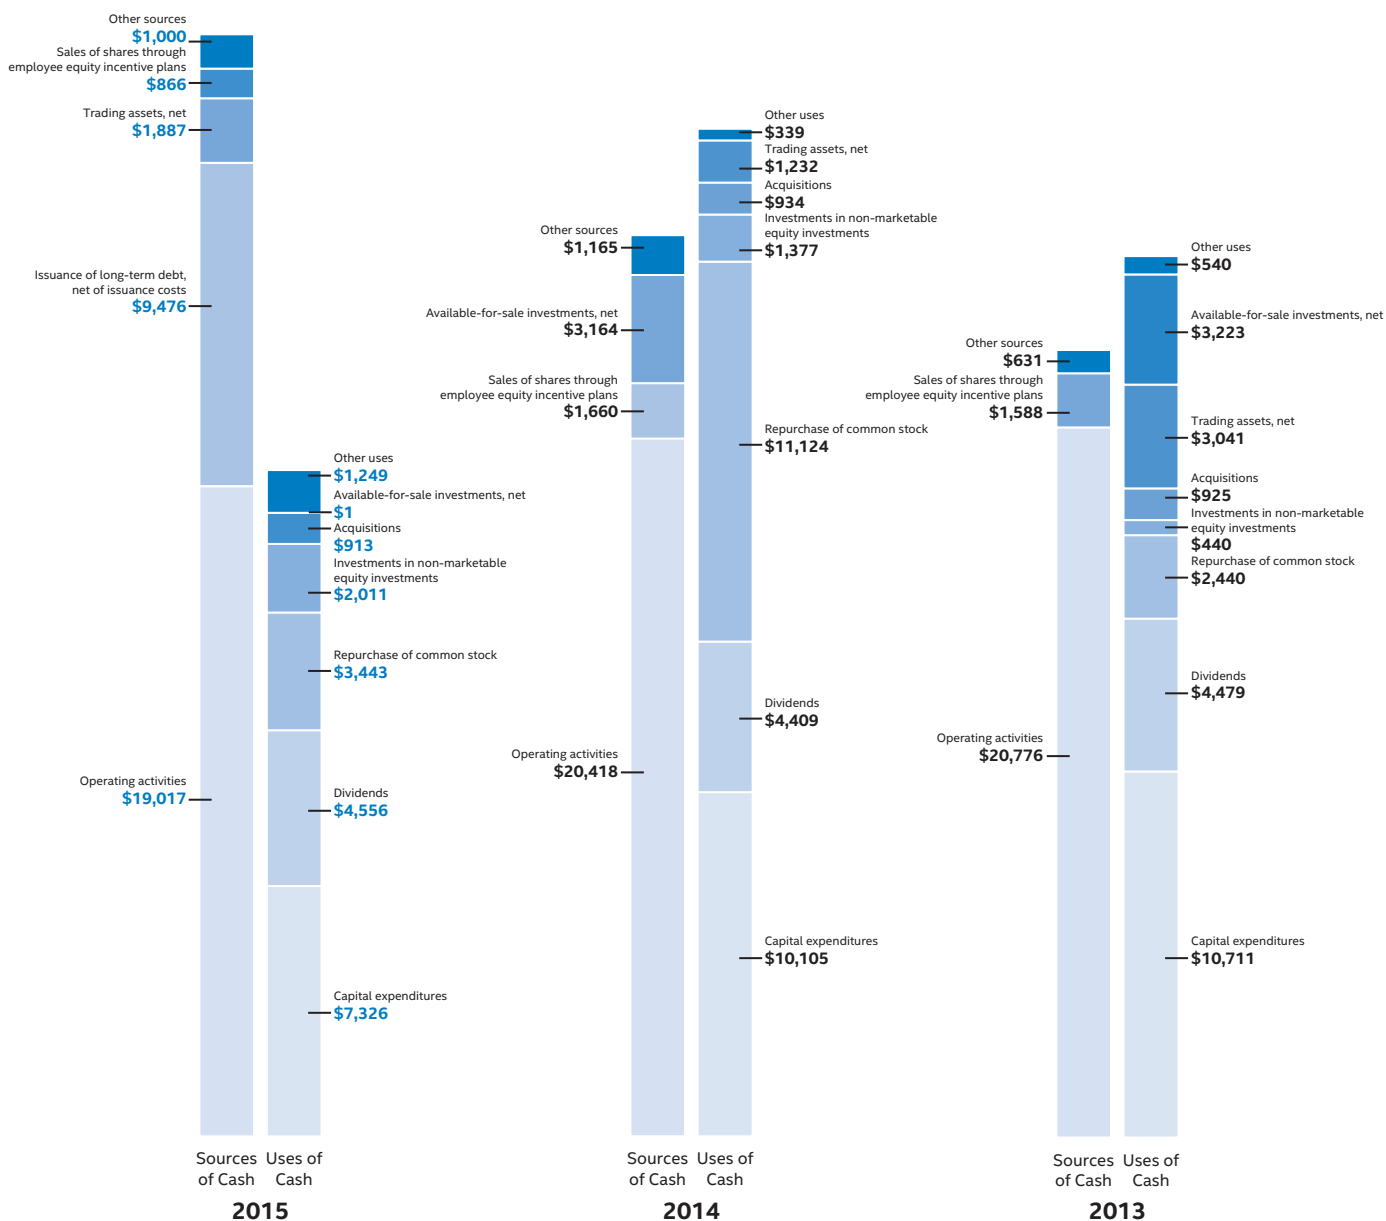 Other sources
$1,000
Sales of shares through
employee equity incentive plans
$866
Trading assets, net
$1,887
Issuance of long-term debt,
net of issuance costs
$9,476
Operating activities
$19,017
Other uses
$1,249
Available-for-sale investments, net
$1
Acquisitions
$913
Investments in non-marketable
equity investments
$2,011
Repurchase of common stock
$3,443
Dividends
$4,556
Capital expenditures
$7,326
Sources
of Cash
Uses of
Cash
2015
Other sources
$1,165
Available-for-sale investments, net
$3,164
Sales of shares through
employee equity incentive plans
$1,660
Operating activities
$20,418
Other uses
$339
Trading assets, net
$1,232
Acquisitions
$934
Investments in non-marketable
equity investments
$1,377
Repurchase of common stock
$11,124
Dividends
$4,409
Capital expenditures
$10,105
Sources
of Cash
Uses of
Cash
2014
Other sources
$631
Sales of shares through
employee equity incentive plans
$1,588
Operating activities
$20,776
Other uses
$540
Available-for-sale investments, net
$3,223
Trading assets, net
$3,041
Acquisitions
$925
Investments in non-marketable
equity investments
$440
Repurchase of common stock
$2,440
Dividends
$4,479
Capital expenditures
$10,711
Sources
of Cash
Uses of
Cash
2013